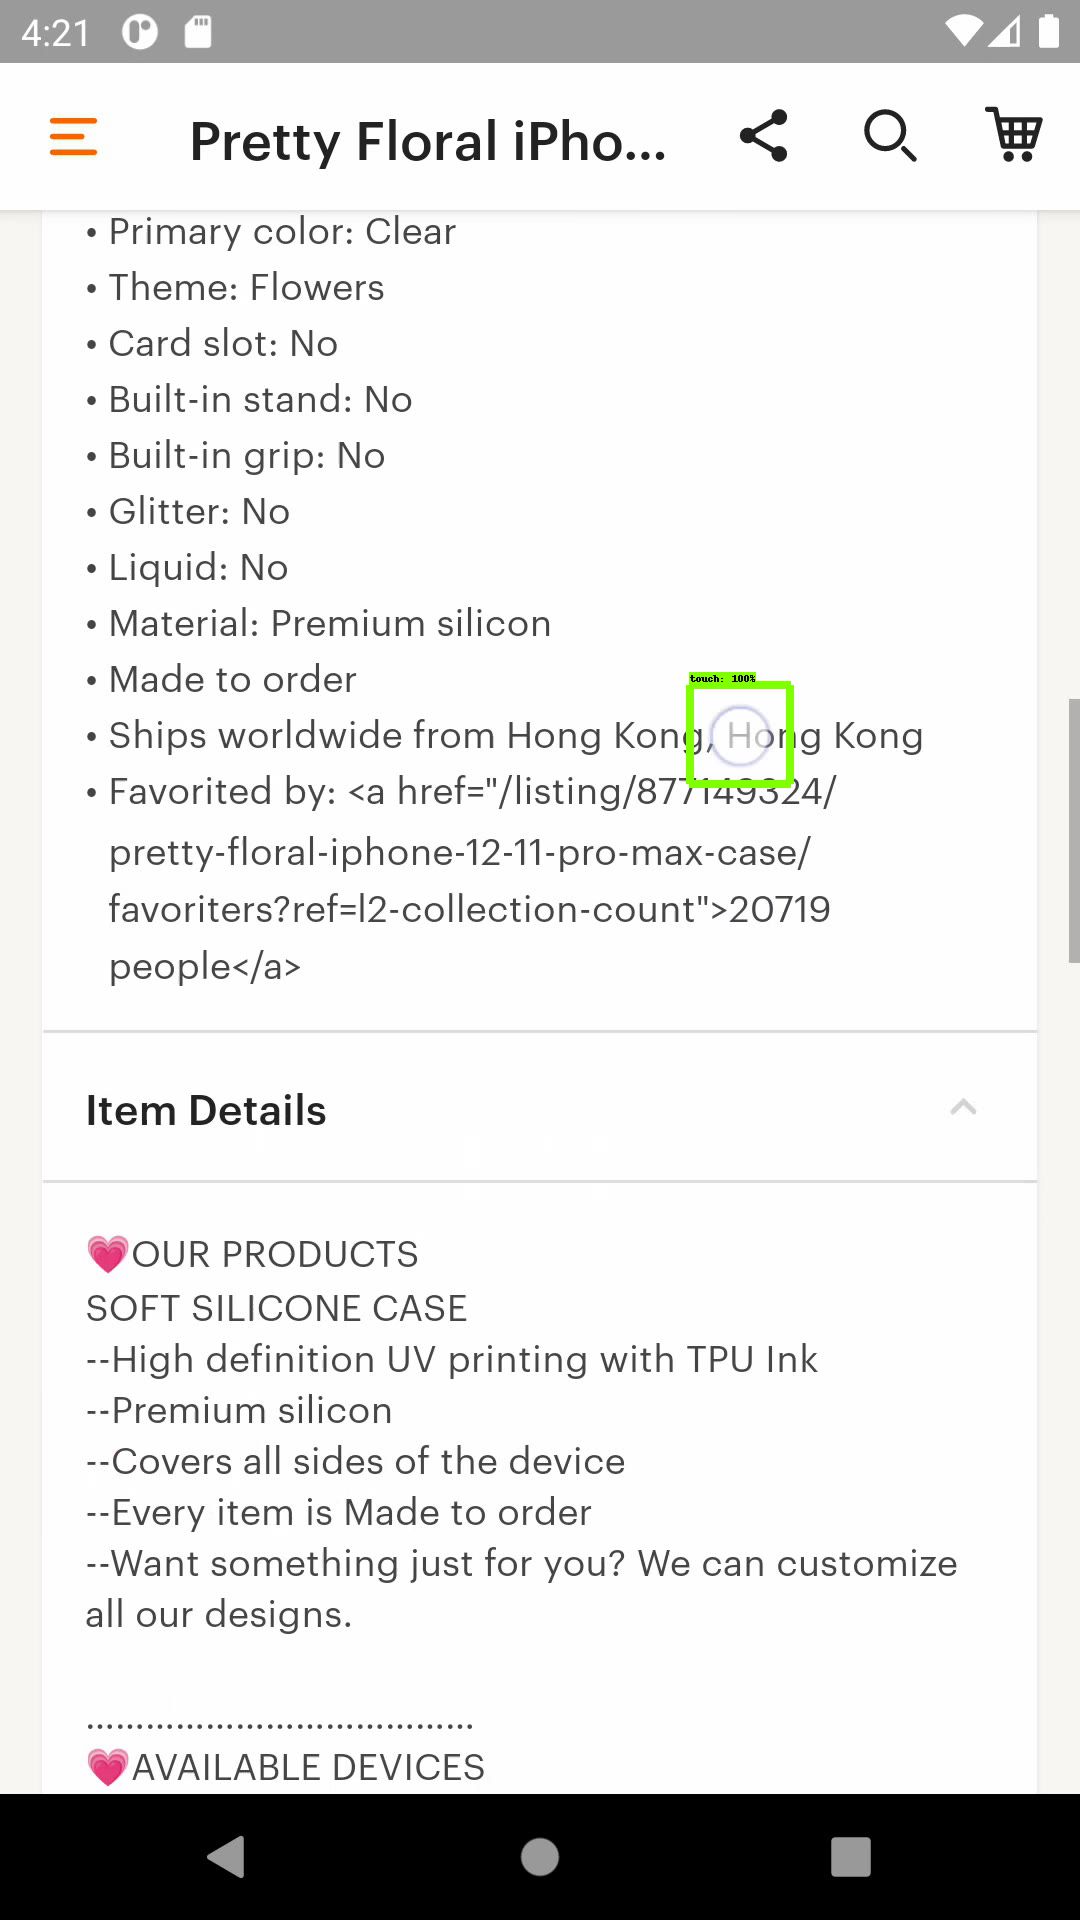 4:21
Pretty Floral iPho...
• Primary color: Clear
• Theme: Flowers
• Card slot: No
• Built-in stand: No
• Built-in grip: No
• Glitter: No
• Liquid: No
• Material: Premium silicon
• Made to order
touch: 100%
• Ships worldwide from Hong Kong, Hong Kong
• Favorited by: <a href="/listing/877149324/
pretty-floral-iphone-12-11-pro-max-case/
favoriters?ref=l2-collection-count">20719
people</a>
Item Details
💗OUR PRODUCTS
SOFT SILICONE CASE
--High definition UV printing with TPU Ink
--Premium silicon
--Covers all sides of the device
--Every item is Made to order
--Want something just for you? We can customize
all our designs.
.......................................
💗AVAILABLE DEVICES